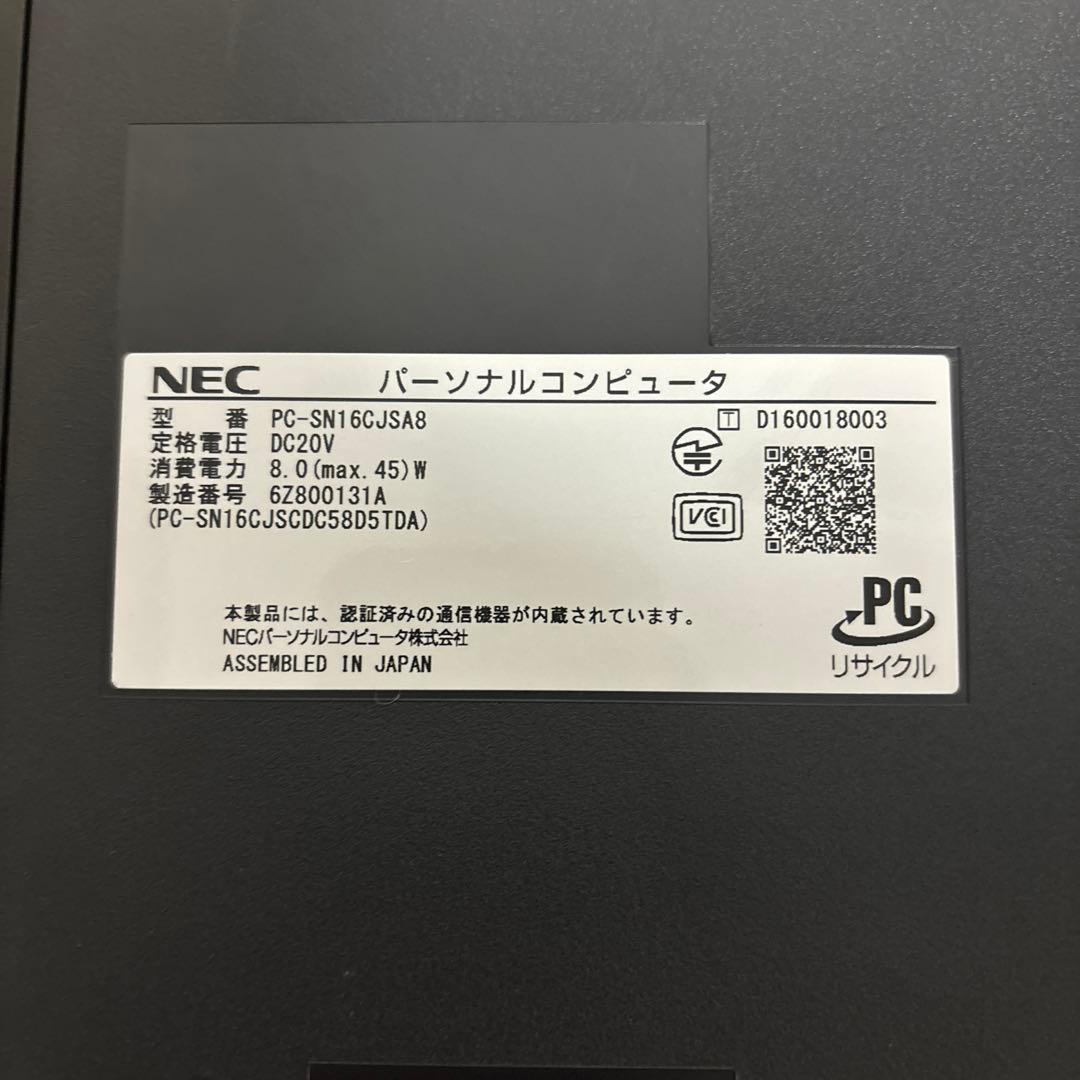 NEC パーソナルコンピュータ
型 番 PC-SN16CJSA8
T D160018003
定格電圧 DC20V
消費電力 8.0(max.45)W
製造番号 6Z800131A
(PC-SN16CJSCDC58D5TDA)
VCCI
本製品には、認証済みの通信機器が内蔵されています。
NECパーソナルコンピュータ株式会社
ASSEMBLED IN JAPAN
PC
リサイクル